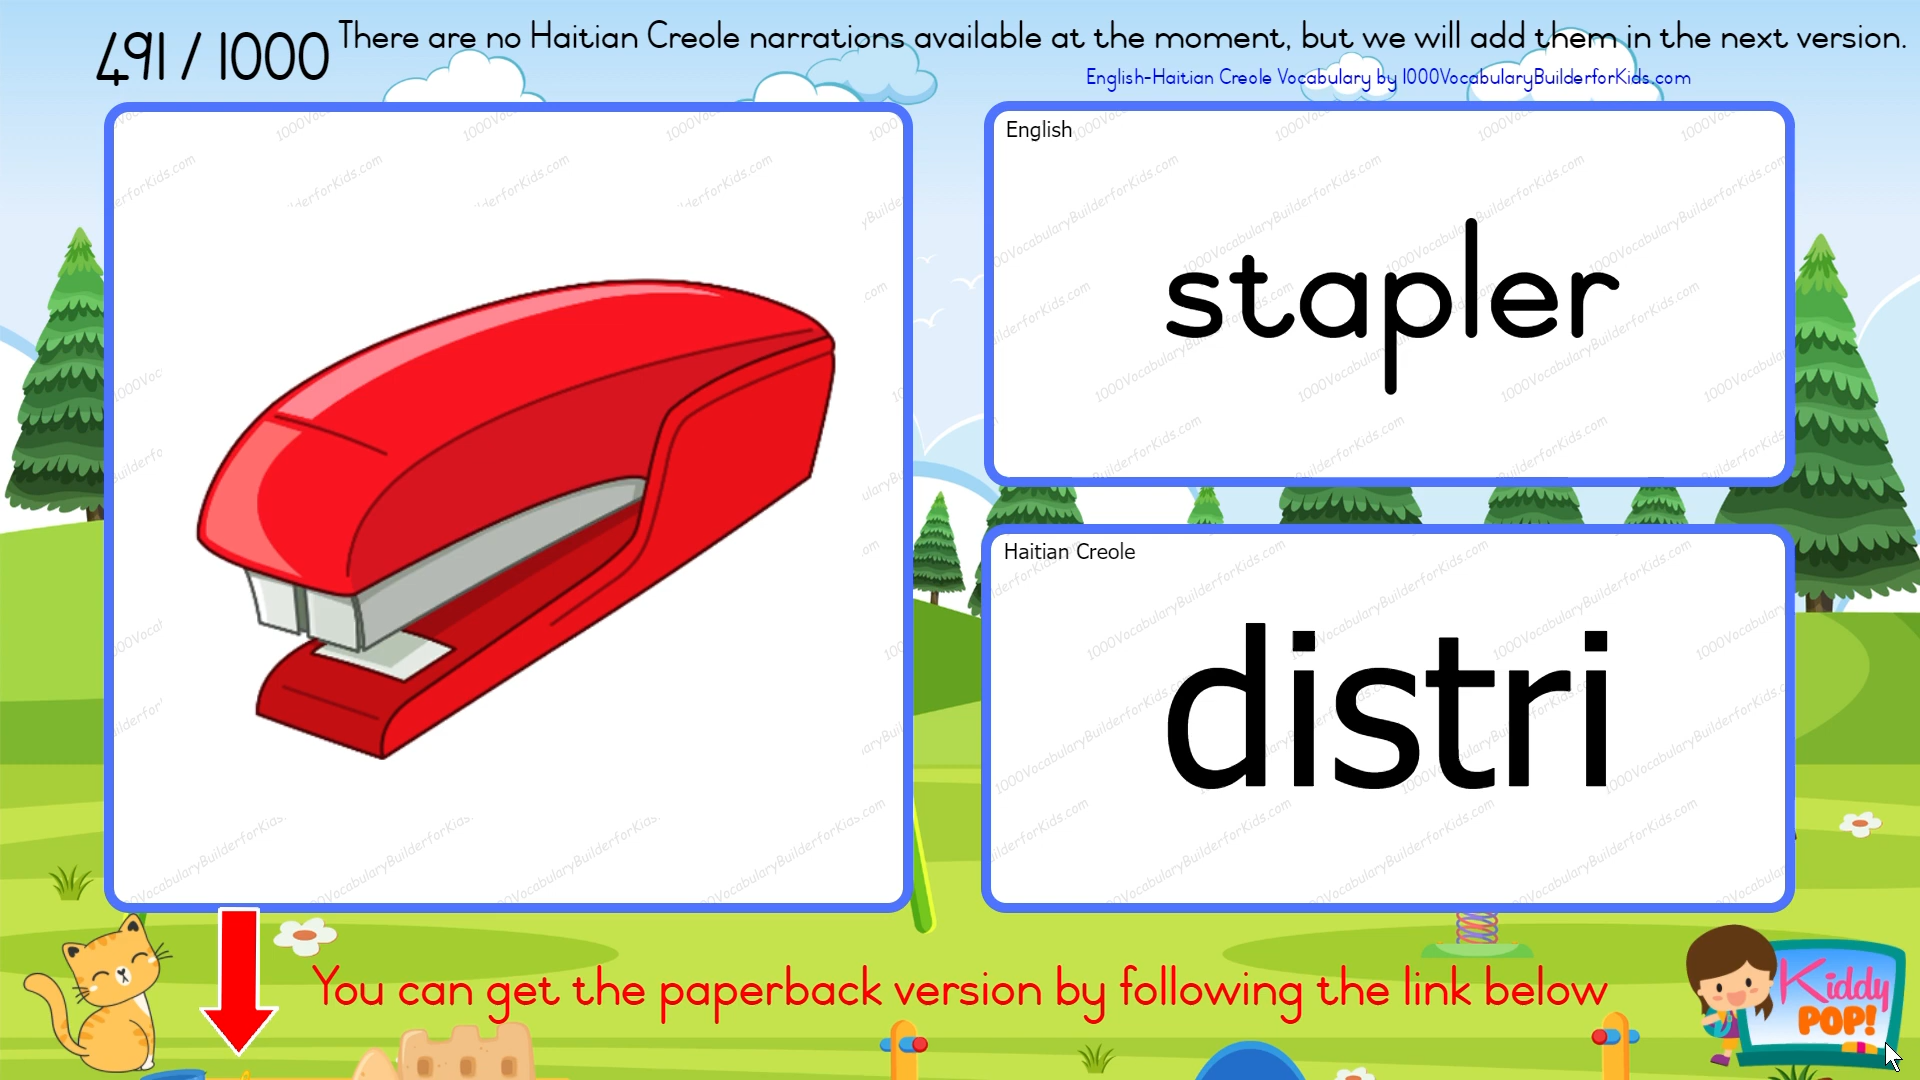 491 / 1000
There are no Haitian Creole narrations available at the moment, but we will add them in the next version.
English-Haitian Creole Vocabulary by 1000VocabularyBuilderforKids.com
English
stapler
Haitian Creole
distri
You can get the paperback version by following the link below
Kiddy
POP!